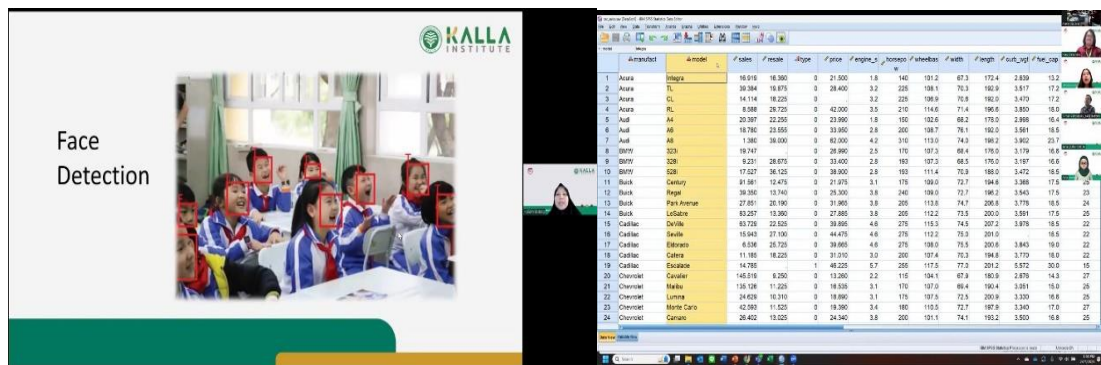 KALLA
INSTITUTE
Face
Detection
KALLA
manufact model sales resale type price engine_s horsepo wheelbas width length curb_wgt fuel_cap
1 Acura Integra 16.919 16.360 0 21.500 1.8 140 101.2 67.3 172.4 2.639 13.2
2 Acura TL 39.384 19.875 0 28.400 3.2 225 108.1 70.3 192.9 3.517 17.2
3 Acura CL 14.114 18.225 0 . 3.2 225 106.9 70.6 192.0 3.470 17.2
4 Acura RL 8.588 29.725 0 42.000 3.5 210 114.6 71.4 196.6 3.850 18.0
5 Audi A4 20.397 22.255 0 23.990 1.8 150 102.6 68.2 178.0 2.998 16.4
6 Audi A6 18.780 23.555 0 33.950 2.8 200 108.7 76.1 192.0 3.561 18.5
7 Audi A8 1.380 39.000 0 62.000 4.2 310 113.0 74.0 198.2 3.902 23.7
8 BMW 323i 19.747 . 0 26.990 2.5 170 107.3 68.4 176.0 3.179 16.6
9 BMW 328i 9.231 28.675 0 33.400 2.8 193 107.3 68.5 176.0 3.197 16.6
10 BMW 528i 17.527 36.125 0 38.900 2.8 193 111.4 70.9 188.0 3.472 18.5
11 Buick Century 91.561 12.475 0 21.975 3.1 175 109.0 72.7 194.6 3.368 17.5 25
12 Buick Regal 39.350 13.740 0 25.300 3.8 240 109.0 72.7 196.2 3.543 17.5 23
13 Buick Park Avenue 27.851 20.190 0 31.965 3.8 205 113.8 74.7 206.8 3.778 18.5 24
14 Buick LeSabre 83.257 13.360 0 27.885 3.8 205 112.2 73.5 200.0 3.591 17.5 25
15 Cadillac DeVille 63.729 22.525 0 39.895 4.6 275 115.3 74.5 207.2 3.978 18.5 22
16 Cadillac Seville 15.943 27.100 0 44.475 4.6 275 112.2 75.0 201.0 . 18.5 22
17 Cadillac Eldorado 6.536 25.725 0 39.665 4.6 275 108.0 75.5 200.6 3.843 19.0 22
18 Cadillac Catera 11.185 18.225 0 31.010 3.0 200 107.4 70.3 194.8 3.770 18.0 22
19 Cadillac Escalade 14.785 . 1 46.225 5.7 255 117.5 77.0 201.2 5.572 30.0 15
20 Chevrolet Cavalier 145.519 9.250 0 13.260 2.2 115 104.1 67.9 180.9 2.676 14.3 27
21 Chevrolet Malibu 135.126 11.225 0 16.535 3.1 170 107.0 69.4 190.4 3.051 15.0 25
22 Chevrolet Lumina 24.629 10.310 0 18.890 3.1 175 107.5 72.5 200.9 3.330 16.6 25
23 Chevrolet Monte Carlo 42.593 11.525 0 19.390 3.4 180 110.5 72.7 197.9 3.340 17.0 27
24 Chevrolet Camaro 26.402 13.025 0 24.340 3.8 200 101.1 74.1 193.2 3.500 16.8 25